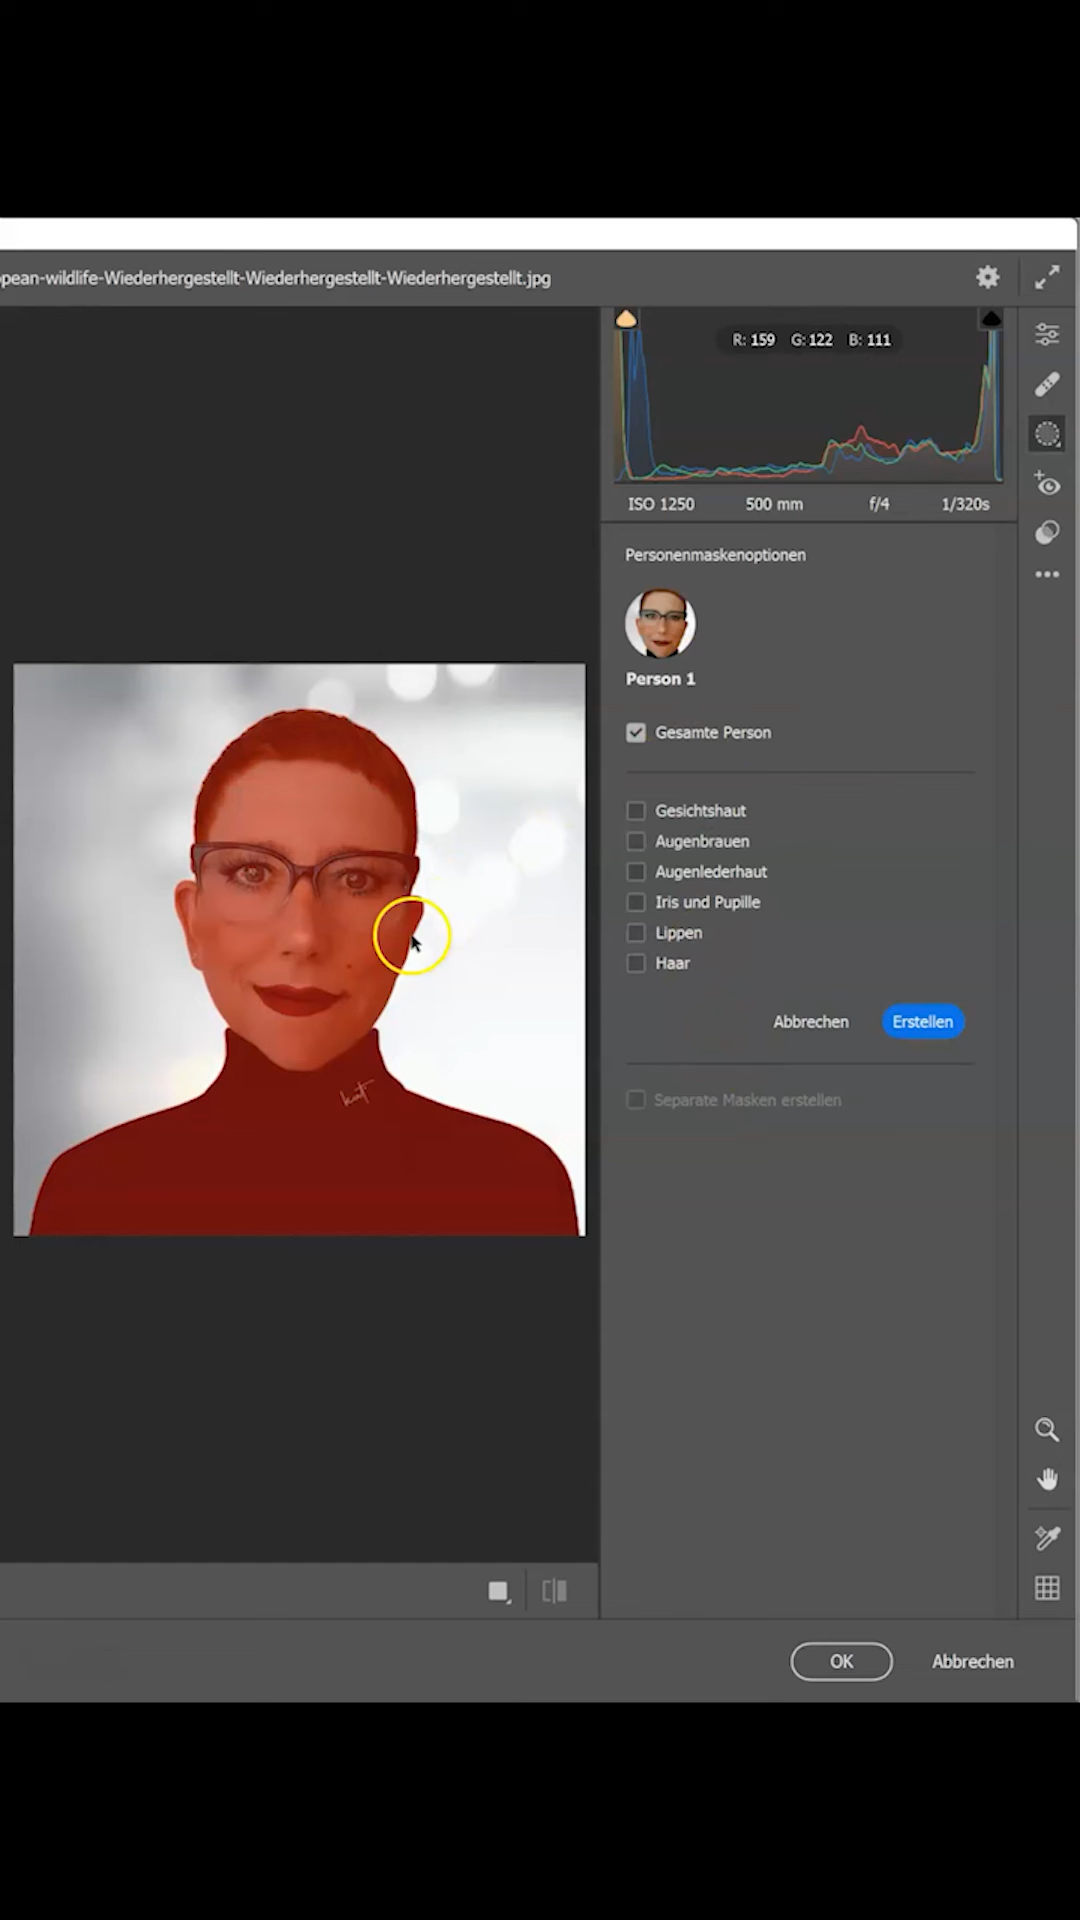 pean-wildlife-Wiederhergestellt-Wiederhergestellt-Wiederhergestellt.jpg
R: 159 G: 122 B: 111
ISO 1250 500 mm f/4 1/320s
Personenmaskenoptionen
Person 1
Gesamte Person
Gesichtshaut
Augenbrauen
Augenlederhaut
Iris und Pupille
Lippen
Haar
Abbrechen Erstellen
Separate Masken erstellen
OK Abbrechen